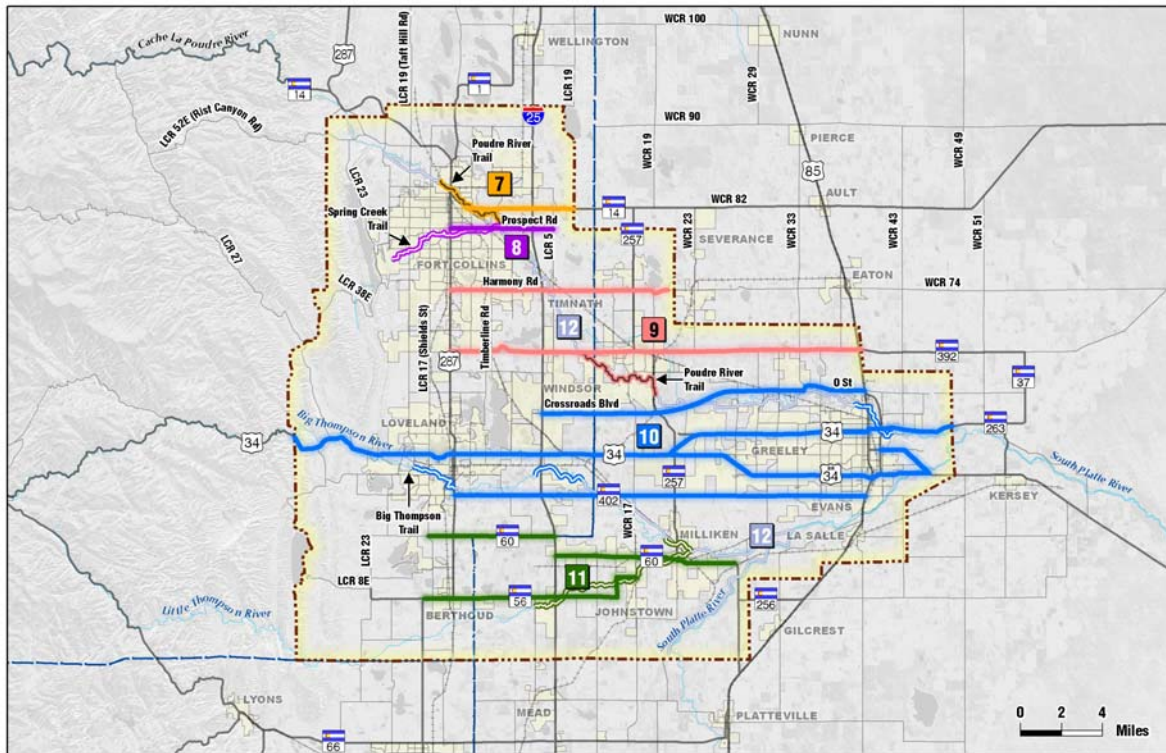 WCR 100
NUNN
WELLINGTON
Cache La Poudre River
287
LCR 19 (Taft Hill Rd)
LCR 19
WCR 29
14
1
25
LCR 52E (Rist Canyon Rd)
WCR 90
PIERCE
WCR 19
WCR 49
Poudre River
Trail
85
AULT
LCR 23
7
WCR 82
14
Spring Creek
Trail
Prospect Rd
LCR 5
257
WCR 23
WCR 33
WCR 43
WCR 51
SEVERANCE
8
FORT COLLINS
LCR 27
EATON
LCR 38E
Harmony Rd
WCR 74
TIMNATH
12
9
LCR 17 (Shields St)
Timberline Rd
287
392
Poudre River
Trail
37
WINDSOR
O St
Crossroads Blvd
LOVELAND
Big Thompson River
34
10
34
263
34
GREELEY
South Platte River
257
34
KERSEY
402
EVANS
Big Thompson
Trail
WCR 17
MILLIKEN
12
LA SALLE
60
60
LCR 23
LCR 8E
11
56
256
Little Thompson River
BERTHOUD
JOHNSTOWN
South Platte River
GILCREST
LYONS
MEAD
PLATTEVILLE
66
0 2 4
Miles